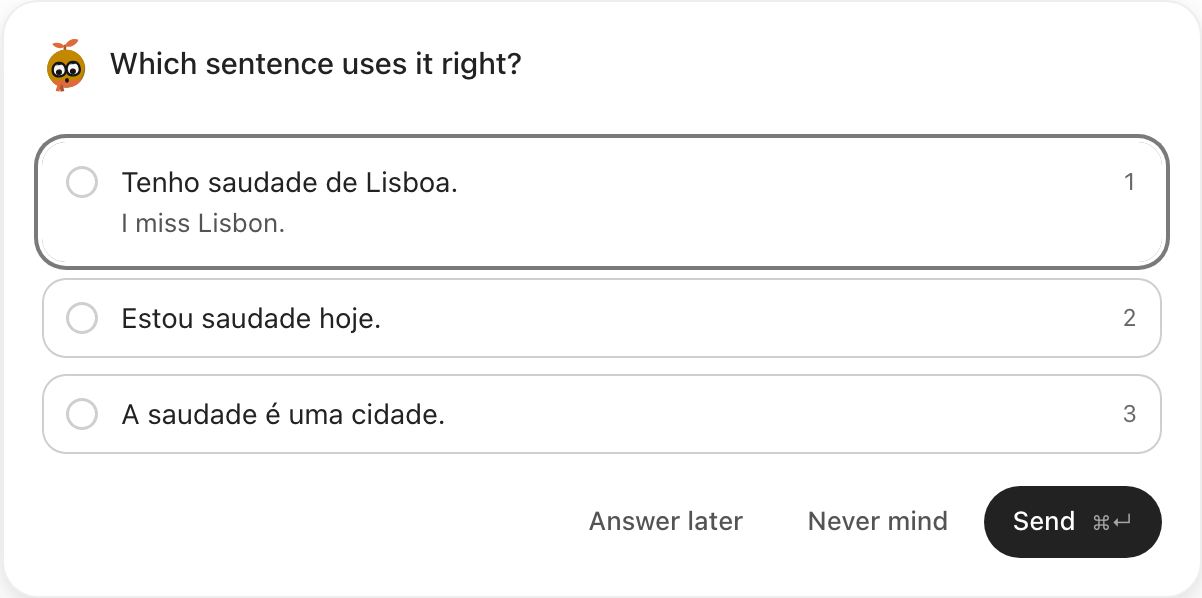 Which sentence uses it right?
Tenho saudade de Lisboa.
1
I miss Lisbon.
Estou saudade hoje.
2
A saudade é uma cidade.
3
Answer later
Never mind
Send ⌘↵